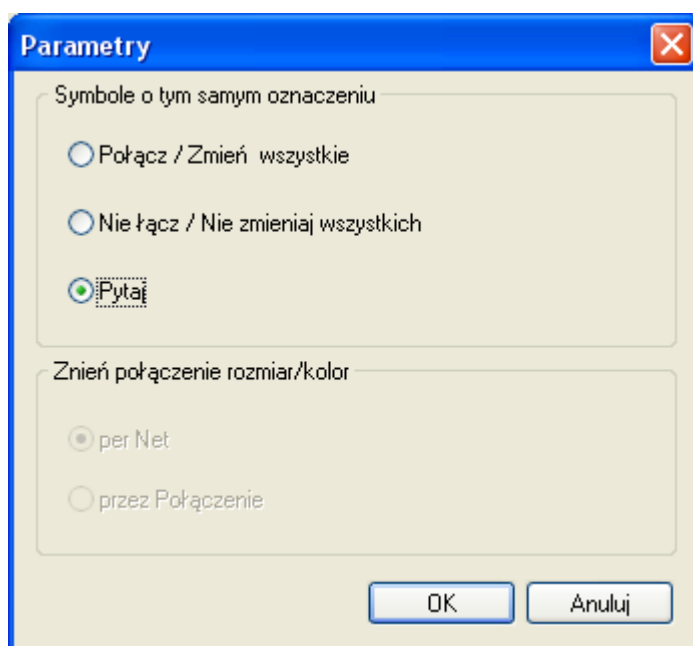 Parametry
Symbole o tym samym oznaczeniu
Połącz / Zmień wszystkie
Nie łącz / Nie zmieniaj wszystkich
Pytaj
Znień połączenie rozmiar/kolor
per Net
przez Połączenie
OK
Anuluj